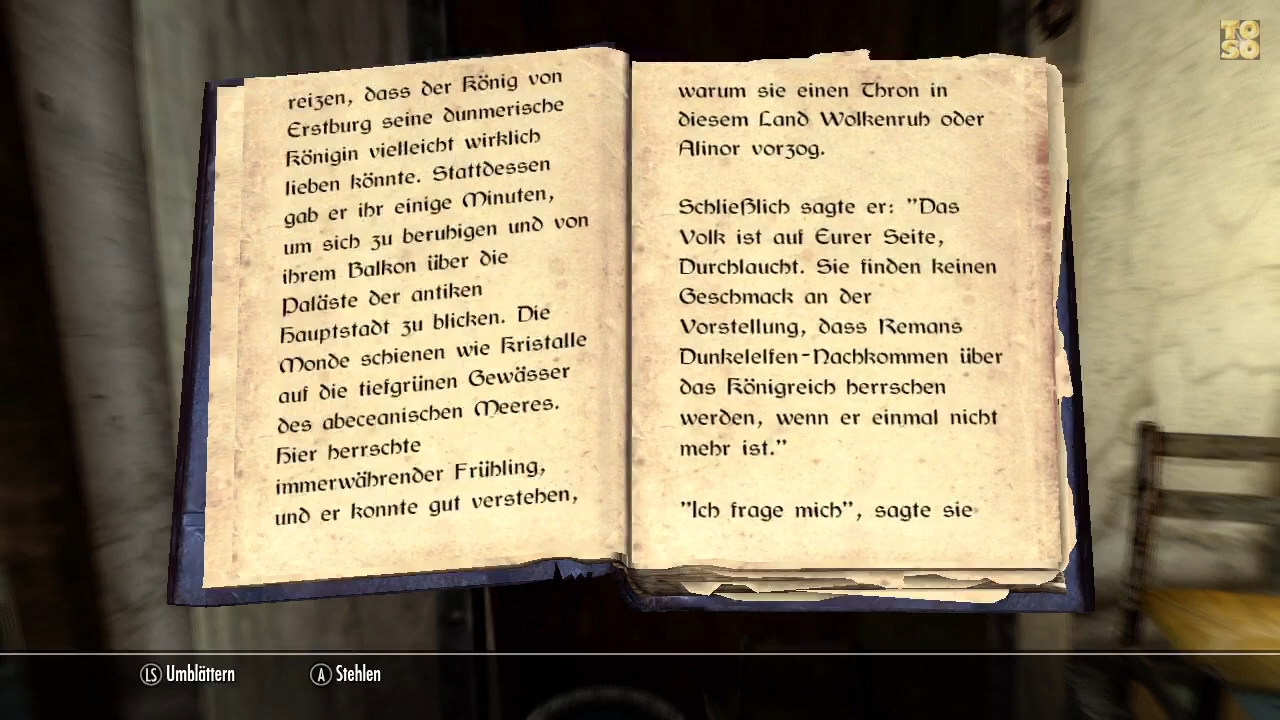 TO
SO
reizen, dass der König von
Erstburg seine dunmerische
Königin vielleicht wirklich
lieben könnte. Stattdessen
gab er ihr einige Minuten,
um sich zu beruhigen und von
ihrem Balkon über die
Paläste der antiken
Hauptstadt zu blicken. Die
Monde schienen wie Kristalle
auf die tiefgrünen Gewässer
des abeceanischen Meeres.
Hier herrschte
immerwährender Frühling,
und er konnte gut verstehen,
warum sie einen Thron in
diesem Land Wolkenruh oder
Alinor vorzog.
Schließlich sagte er: "Das
Volk ist auf Eurer Seite,
Durchlaucht. Sie finden keinen
Geschmack an der
Vorstellung, dass Remans
Dunkelelfen-Nachkommen über
das Königreich herrschen
werden, wenn er einmal nicht
mehr ist."
"Ich frage mich", sagte sie
LS Umblättern
A Stehlen